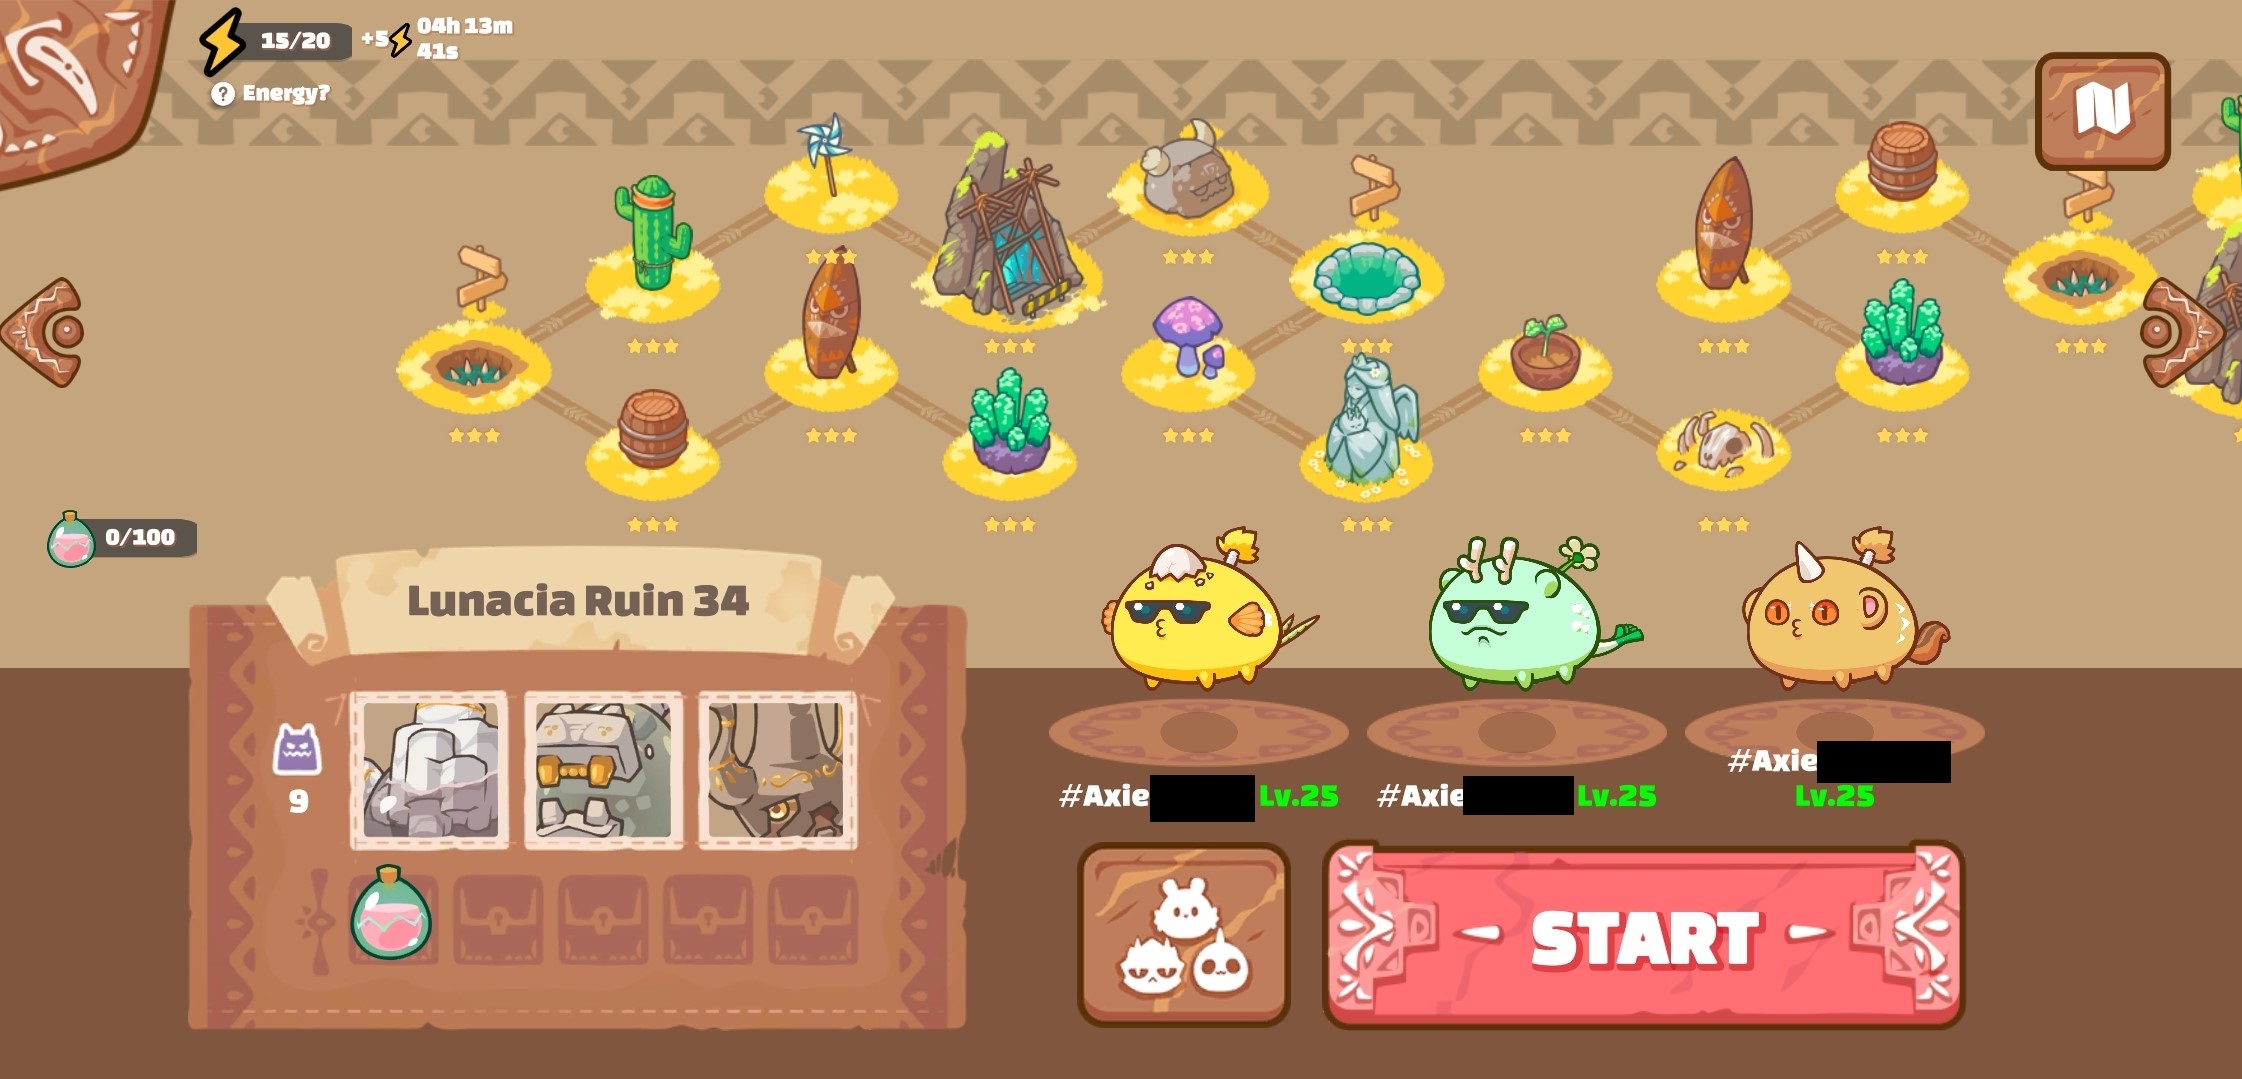 15/20
+5
04h 13m
41s
? Energy?
0/100
Lunacia Ruin 34
9
#Axie Lv.25
#Axie Lv.25
#Axie
Lv.25
START